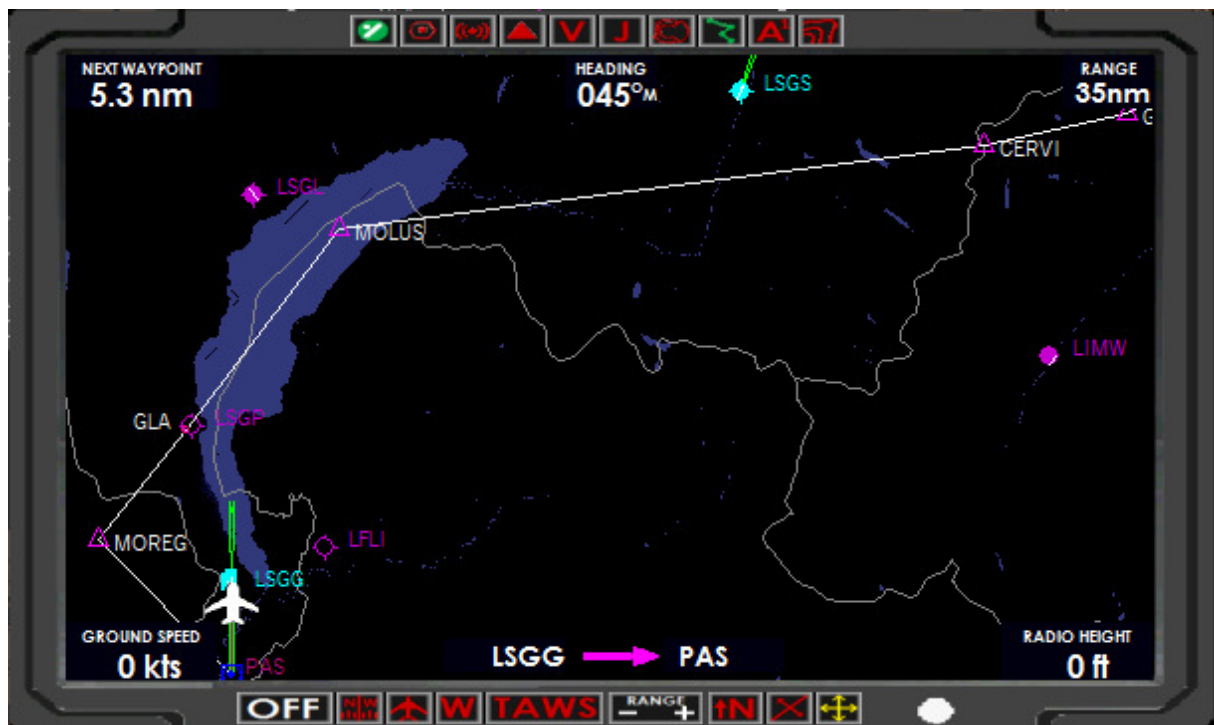 V J A
NEXT WAYPOINT
5.3 nm
HEADING
045°M
RANGE
35nm
LSGS
G
CERVI
LSGL
MOLUS
LIMW
GLA
LSGP
MOREG
LFLI
LSGG
GROUND SPEED
0 kts
PAS
LSGG PAS
RADIO HEIGHT
0 ft
OFF N W W TAWS - RANGE + N